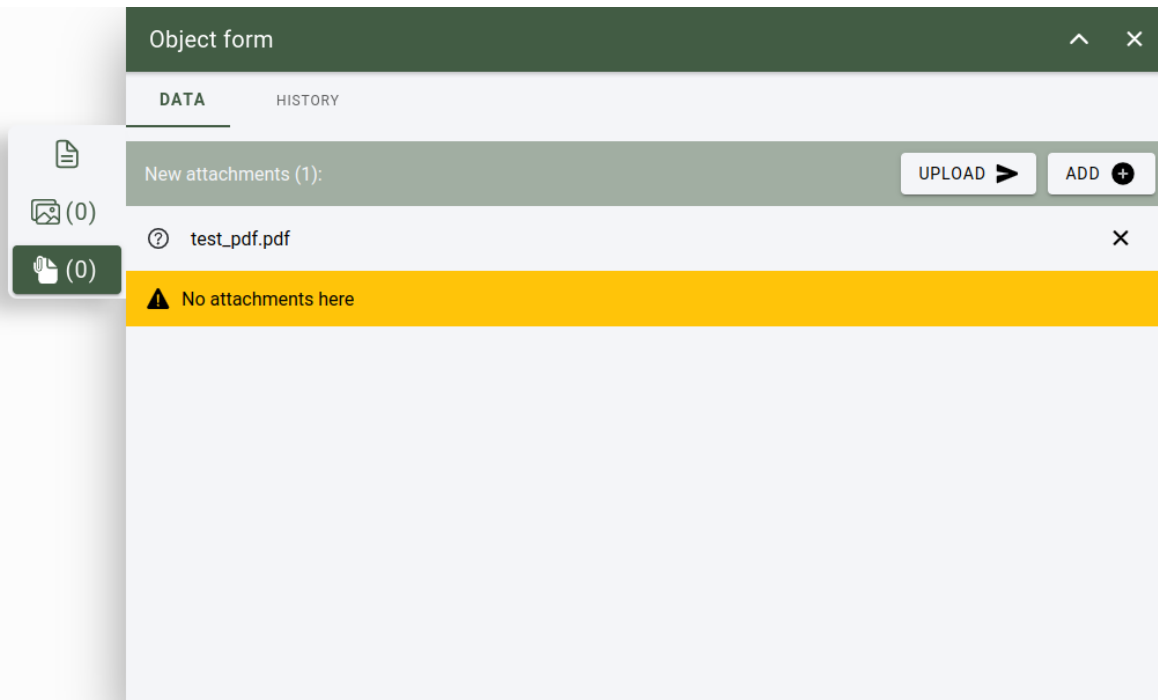 Object form
DATA HISTORY
New attachments (1): UPLOAD ADD
(0)
test_pdf.pdf
(0)
No attachments here